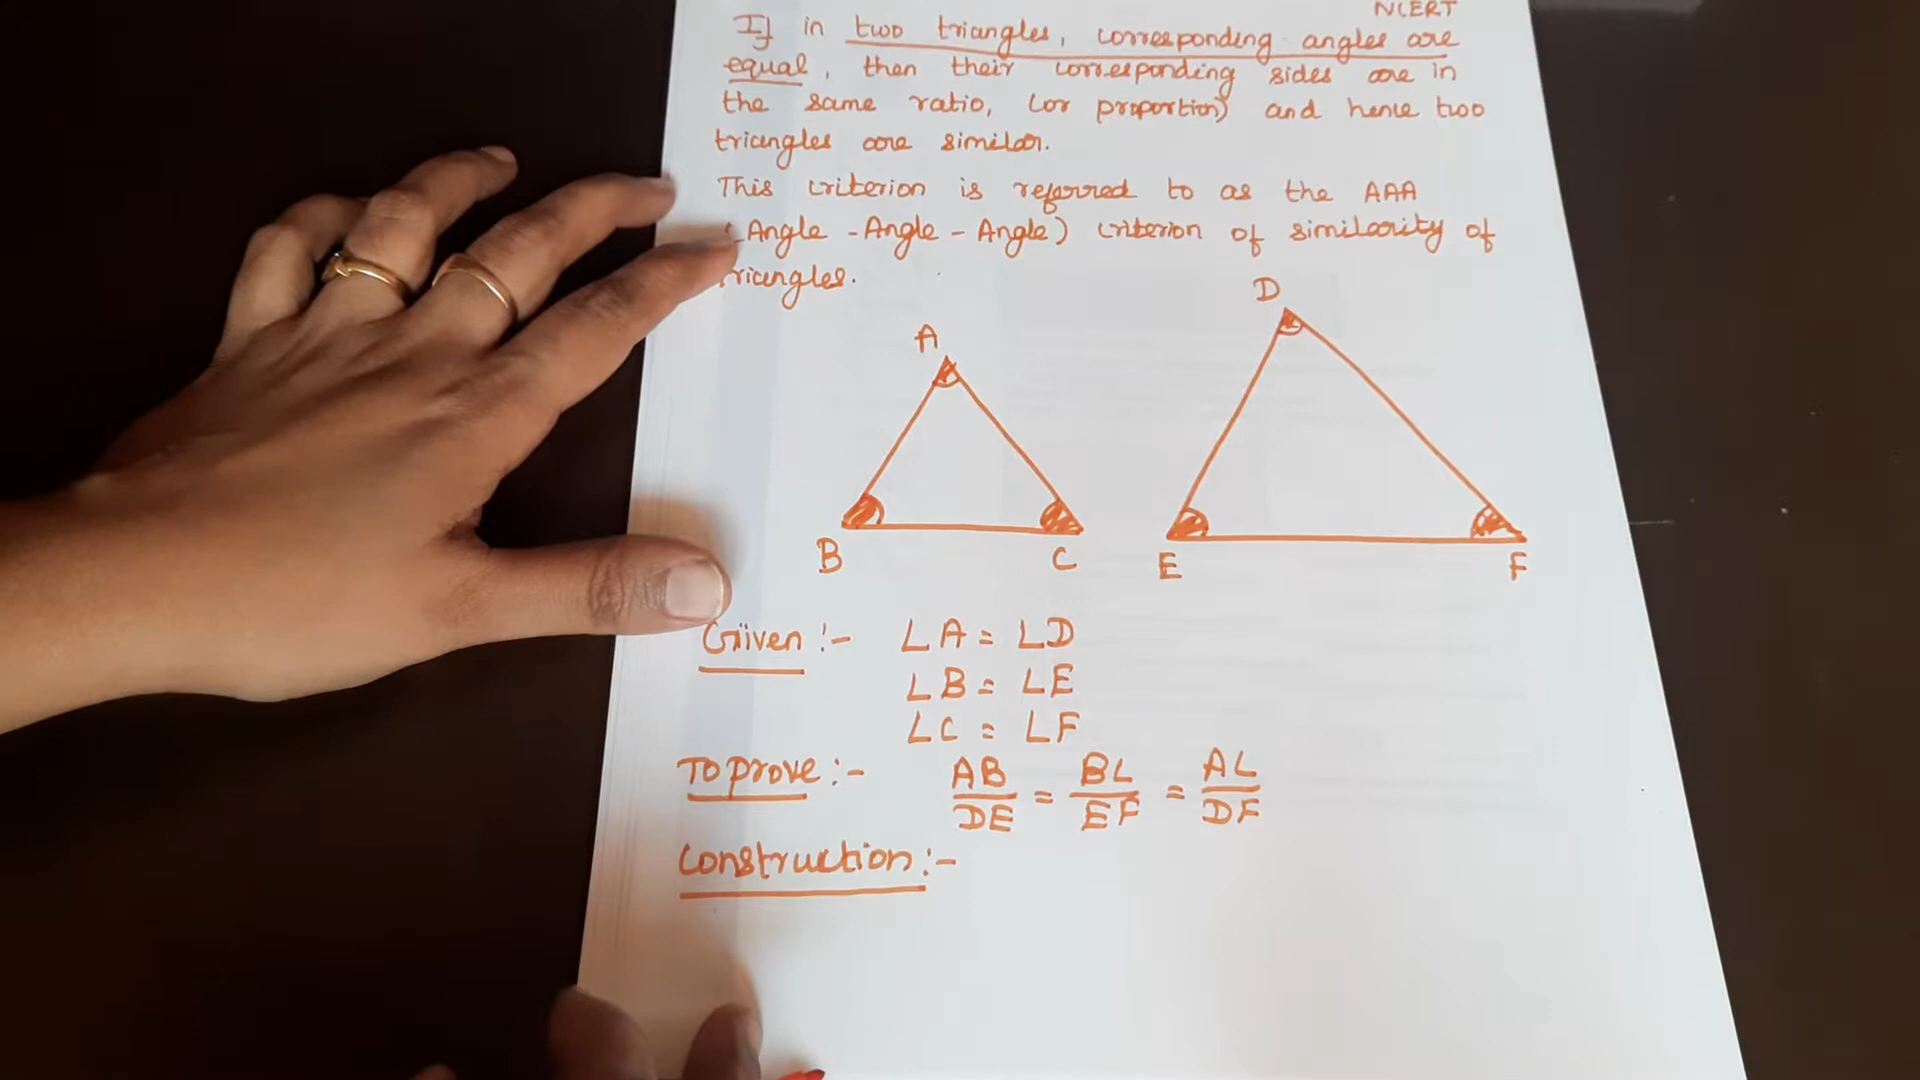 NCERT
If in two triangles, corresponding angles are
equal, then their corresponding sides are in
the same ratio, (or proportion) and hence two
triangles are similar.
This criterion is referred to as the AAA
(Angle - Angle - Angle) criterion of similarity of
riangles.
D
A
B
C
E
F
Given :- ∠A = ∠D
∠B = ∠E
∠C = ∠F
To prove :- AB/DE = BC/EF = AC/DF
Construction :-